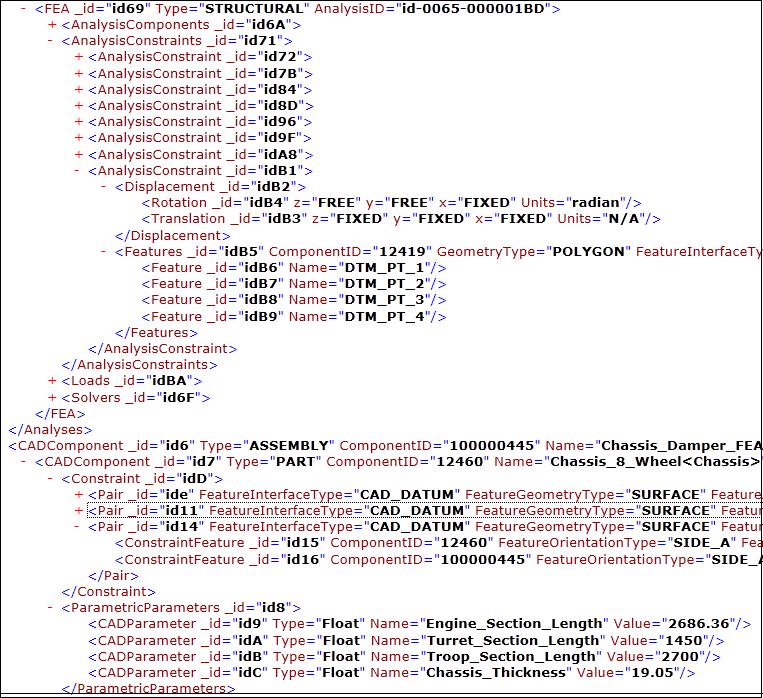 - <FEA _id="id69" Type="STRUCTURAL" AnalysisID="id-0065-000001BD">
+ <AnalysisComponents _id="id6A">
- <AnalysisConstraints _id="id71">
+ <AnalysisConstraint _id="id72">
+ <AnalysisConstraint _id="id7B">
+ <AnalysisConstraint _id="id84">
+ <AnalysisConstraint _id="id8D">
+ <AnalysisConstraint _id="id96">
+ <AnalysisConstraint _id="id9F">
+ <AnalysisConstraint _id="idA8">
- <AnalysisConstraint _id="idB1">
- <Displacement _id="idB2">
<Rotation _id="idB4" z="FREE" y="FREE" x="FIXED" Units="radian"/>
<Translation _id="idB3" z="FIXED" y="FIXED" x="FIXED" Units="N/A"/>
</Displacement>
- <Features _id="idB5" ComponentID="12419" GeometryType="POLYGON" FeatureInterfaceTy
<Feature _id="idB6" Name="DTM_PT_1"/>
<Feature _id="idB7" Name="DTM_PT_2"/>
<Feature _id="idB8" Name="DTM_PT_3"/>
<Feature _id="idB9" Name="DTM_PT_4"/>
</Features>
</AnalysisConstraint>
</AnalysisConstraints>
+ <Loads _id="idBA">
+ <Solvers _id="id6F">
</FEA>
</Analyses>
<CADComponent _id="id6" Type="ASSEMBLY" ComponentID="100000445" Name="Chassis_Damper_FEA
- <CADComponent _id="id7" Type="PART" ComponentID="12460" Name="Chassis_8_Wheel<Chassis>"
- <Constraint _id="idD">
+ <Pair _id="ide" FeatureInterfaceType="CAD_DATUM" FeatureGeometryType="SURFACE" Feature
+ <Pair _id="id11" FeatureInterfaceType="CAD_DATUM" FeatureGeometryType="SURFACE" Featur
- <Pair _id="id14" FeatureInterfaceType="CAD_DATUM" FeatureGeometryType="SURFACE" Featur
<ConstraintFeature _id="id15" ComponentID="12460" FeatureOrientationType="SIDE_A" Fea
<ConstraintFeature _id="id16" ComponentID="100000445" FeatureOrientationType="SIDE_A
</Pair>
</Constraint>
- <ParametricParameters _id="id8">
<CADParameter _id="id9" Type="Float" Name="Engine_Section_Length" Value="2686.36"/>
<CADParameter _id="idA" Type="Float" Name="Turret_Section_Length" Value="1450"/>
<CADParameter _id="idB" Type="Float" Name="Troop_Section_Length" Value="2700"/>
<CADParameter _id="idC" Type="Float" Name="Chassis_Thickness" Value="19.05"/>
</ParametricParameters>